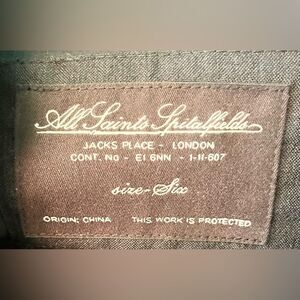 All Saints Spitalfields
JACKS PLACE - LONDON
CONT. No - E1 6NN - 1-11-607
size-Six
ORIGIN; CHINA THIS WORK IS PROTECTED